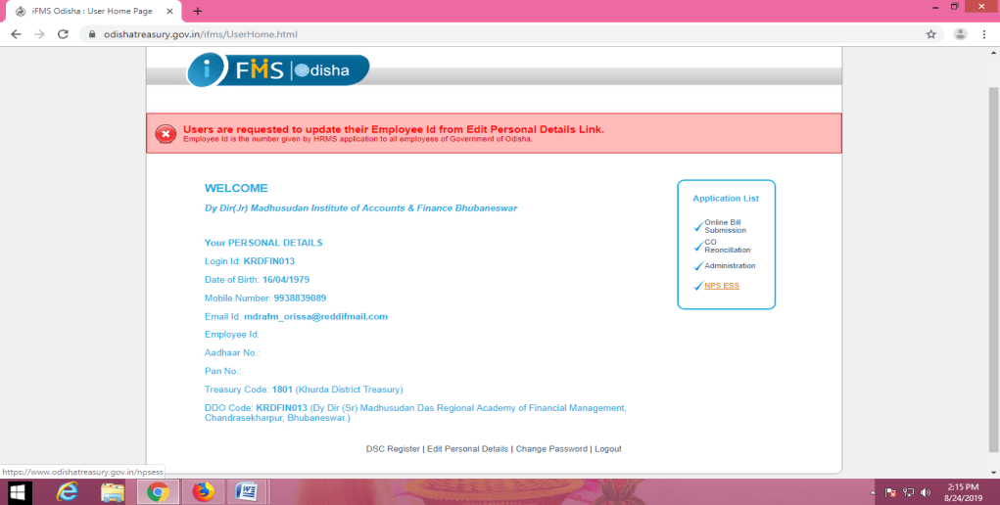 iFMS Odisha : User Home Page
odishatreasury.gov.in/ifms/UserHome.html
i FMS | Odisha
Users are requested to update their Employee Id from Edit Personal Details Link.
Employee Id is the number given by HRMS application to all employees of Government of Odisha.
WELCOME
Dy Dir(Jr) Madhusudan Institute of Accounts & Finance Bhubaneswar
Your PERSONAL DETAILS
Login Id: KRDFIN013
Date of Birth: 16/04/1979
Mobile Number: 9938839089
Email Id: mdrafm_orissa@reddifmail.com
Employee Id:
Aadhaar No.:
Pan No.:
Treasury Code: 1801 (Khurda District Treasury)
DDO Code: KRDFIN013 (Dy Dir (Sr) Madhusudan Das Regional Academy of Financial Management,
Chandrasekharpur, Bhubaneswar.)
Application List
Online Bill
Submission
CO
Reoncillation
Administration
NPS ESS
DSC Register | Edit Personal Details | Change Password | Logout
https://www.odishatreasury.gov.in/npsess
2:15 PM
8/24/2019